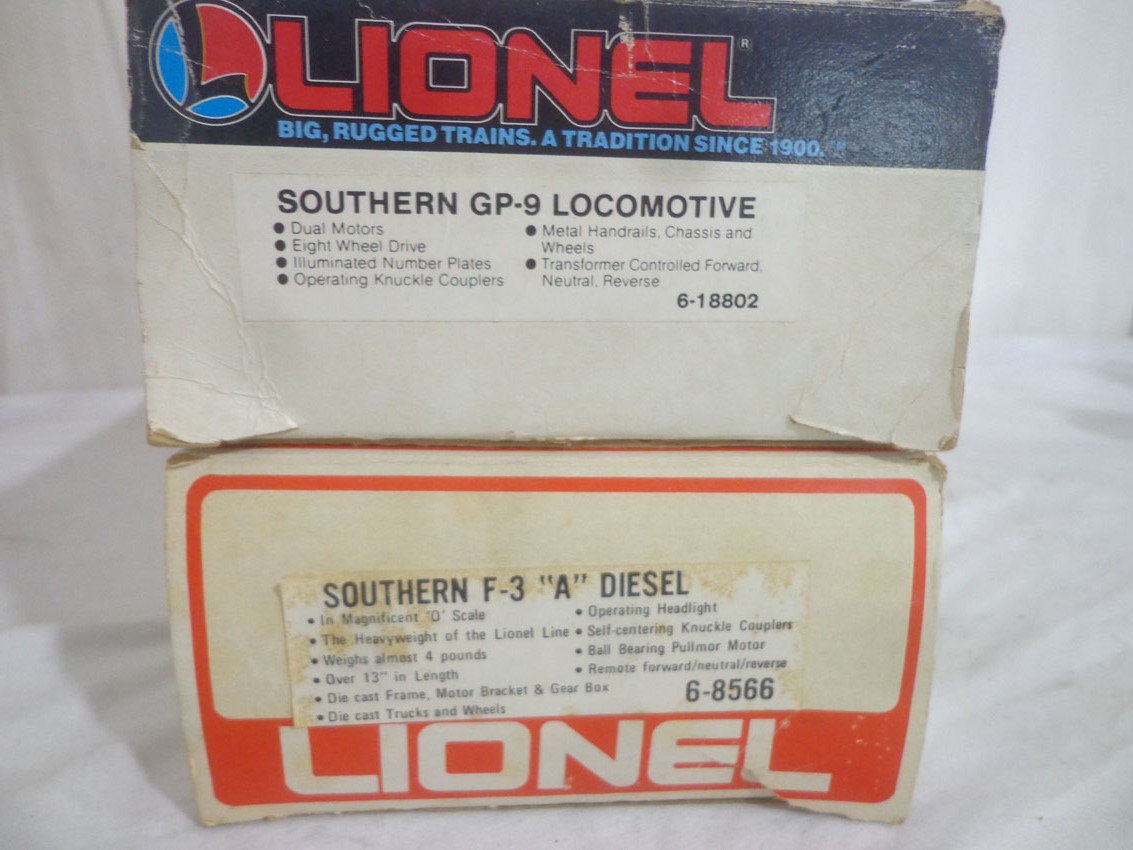 LIONEL®
BIG, RUGGED TRAINS. A TRADITION SINCE 1900.™
SOUTHERN GP-9 LOCOMOTIVE
● Dual Motors
● Eight Wheel Drive
● Illuminated Number Plates
● Operating Knuckle Couplers
● Metal Handrails, Chassis and
Wheels
● Transformer Controlled Forward,
Neutral, Reverse
6-18802
SOUTHERN F-3 "A" DIESEL
• In Magnificent 'O' Scale
• The Heavyweight of the Lionel Line
• Weighs almost 4 pounds
• Over 13" in Length
• Die cast Frame, Motor Bracket & Gear Box
• Die cast Trucks and Wheels
• Operating Headlight
• Self-centering Knuckle Couplers
• Ball Bearing Pullmor Motor
• Remote forward/neutral/reverse
6-8566
LIONEL